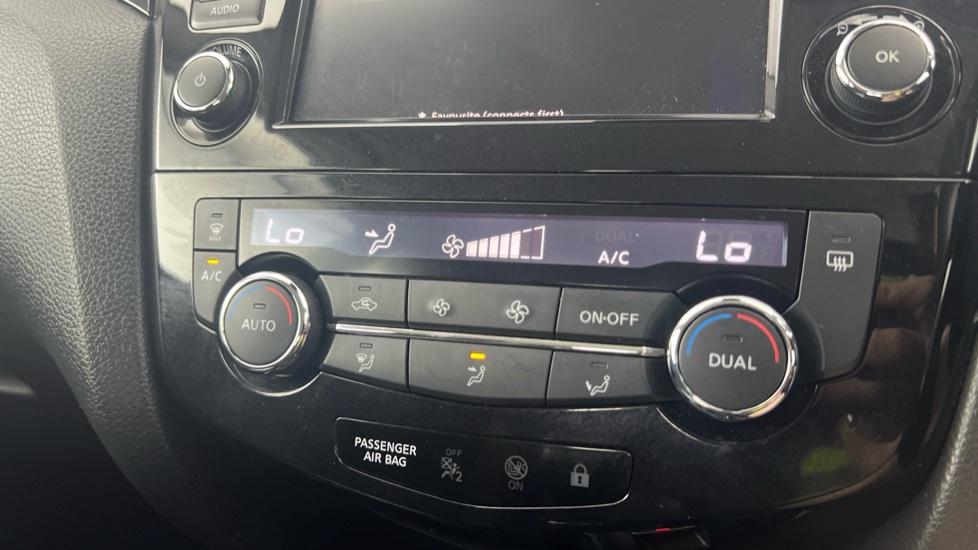 AUDIO
VOLUME
OK
★ Favourite (connects first)
MAX
Lo
DUAL
A/C
Lo
A/C
AUTO
ON·OFF
DUAL
PASSENGER
AIR BAG
OFF
2
ON